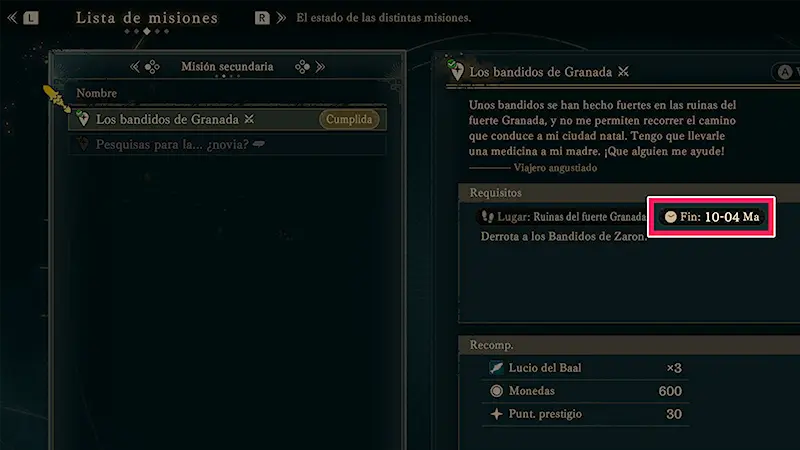 L
Lista de misiones
R
El estado de las distintas misiones.
Misión secundaria
Nombre
Los bandidos de Granada
Cumplida
Pesquisas para la... ¿novia?
Los bandidos de Granada
A
Unos bandidos se han hecho fuertes en las ruinas del
fuerte Granada, y no me permiten recorrer el camino
que conduce a mi ciudad natal. Tengo que llevarle
una medicina a mi madre. ¡Que alguien me ayude!
Viajero angustiado
Requisitos
Lugar: Ruinas del fuerte Granada
Fin: 10-04 Ma
Derrota a los Bandidos de Zaron.
Recomp.
Lucio del Baal ×3
Monedas 600
Punt. prestigio 30